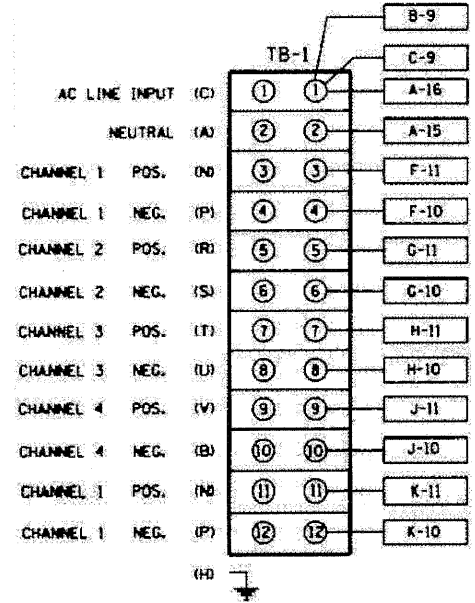 B-9
TB-1
C-9
AC LINE INPUT (C) 1 1 A-16
NEUTRAL (A) 2 2 A-15
CHANNEL 1 POS. (N) 3 3 F-11
CHANNEL 1 NEG. (P) 4 4 F-10
CHANNEL 2 POS. (R) 5 5 G-11
CHANNEL 2 NEG. (S) 6 6 G-10
CHANNEL 3 POS. (T) 7 7 H-11
CHANNEL 3 NEG. (U) 8 8 H-10
CHANNEL 4 POS. (V) 9 9 J-11
CHANNEL 4 NEG. (B) 10 10 J-10
CHANNEL 1 POS. (N) 11 11 K-11
CHANNEL 1 NEG. (P) 12 12 K-10
(H)